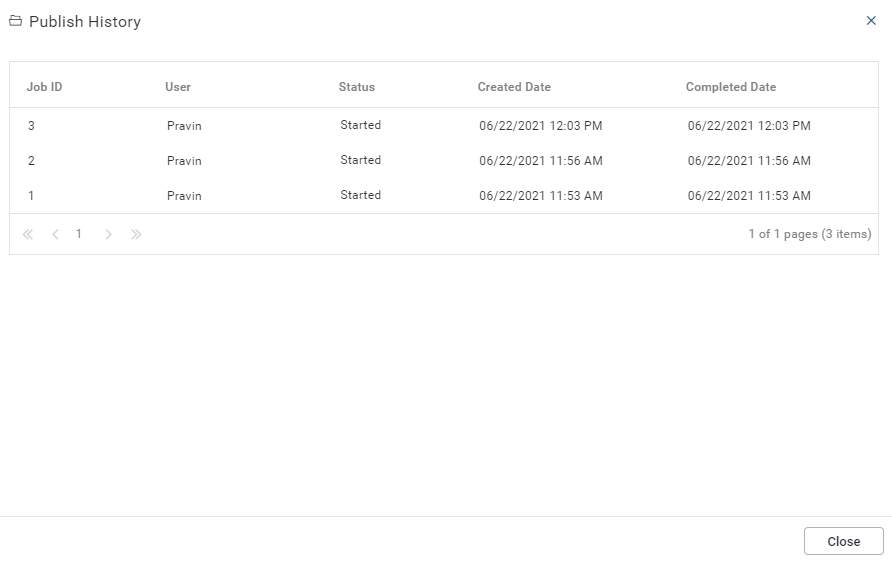 Publish History
Job ID User Status Created Date Completed Date
3 Pravin Started 06/22/2021 12:03 PM 06/22/2021 12:03 PM
2 Pravin Started 06/22/2021 11:56 AM 06/22/2021 11:56 AM
1 Pravin Started 06/22/2021 11:53 AM 06/22/2021 11:53 AM
1 1 of 1 pages (3 items)
Close